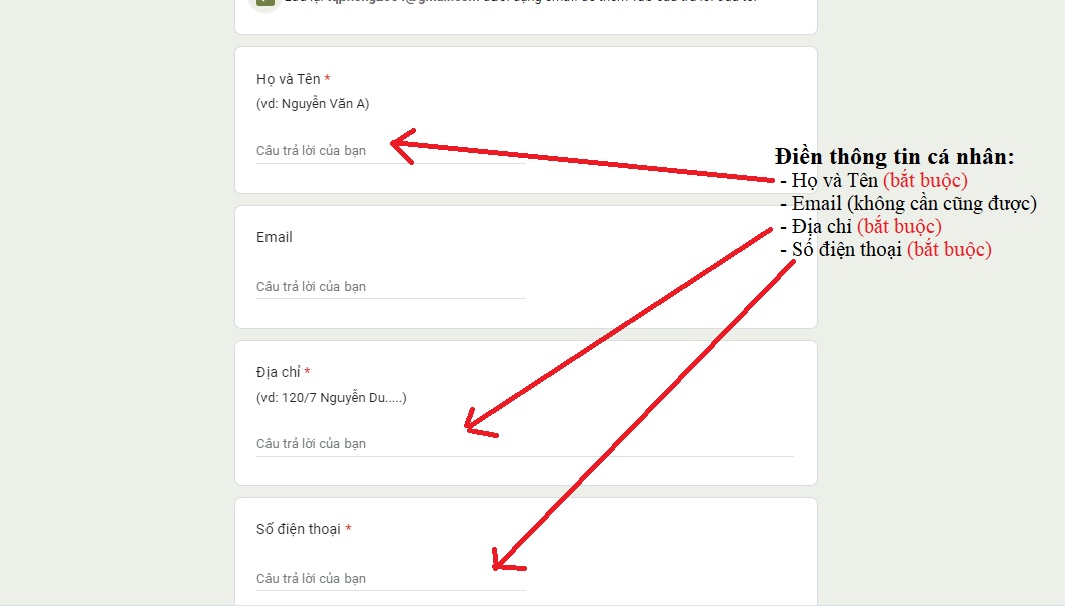 Họ và Tên *
(vd: Nguyễn Văn A)
Câu trả lời của bạn
Điền thông tin cá nhân:
- Họ và Tên (bắt buộc)
- Email (không cần cũng được)
- Địa chỉ (bắt buộc)
- Số điện thoại (bắt buộc)
Email
Câu trả lời của bạn
Địa chỉ *
(vd: 120/7 Nguyễn Du.....)
Câu trả lời của bạn
Số điện thoại *
Câu trả lời của bạn